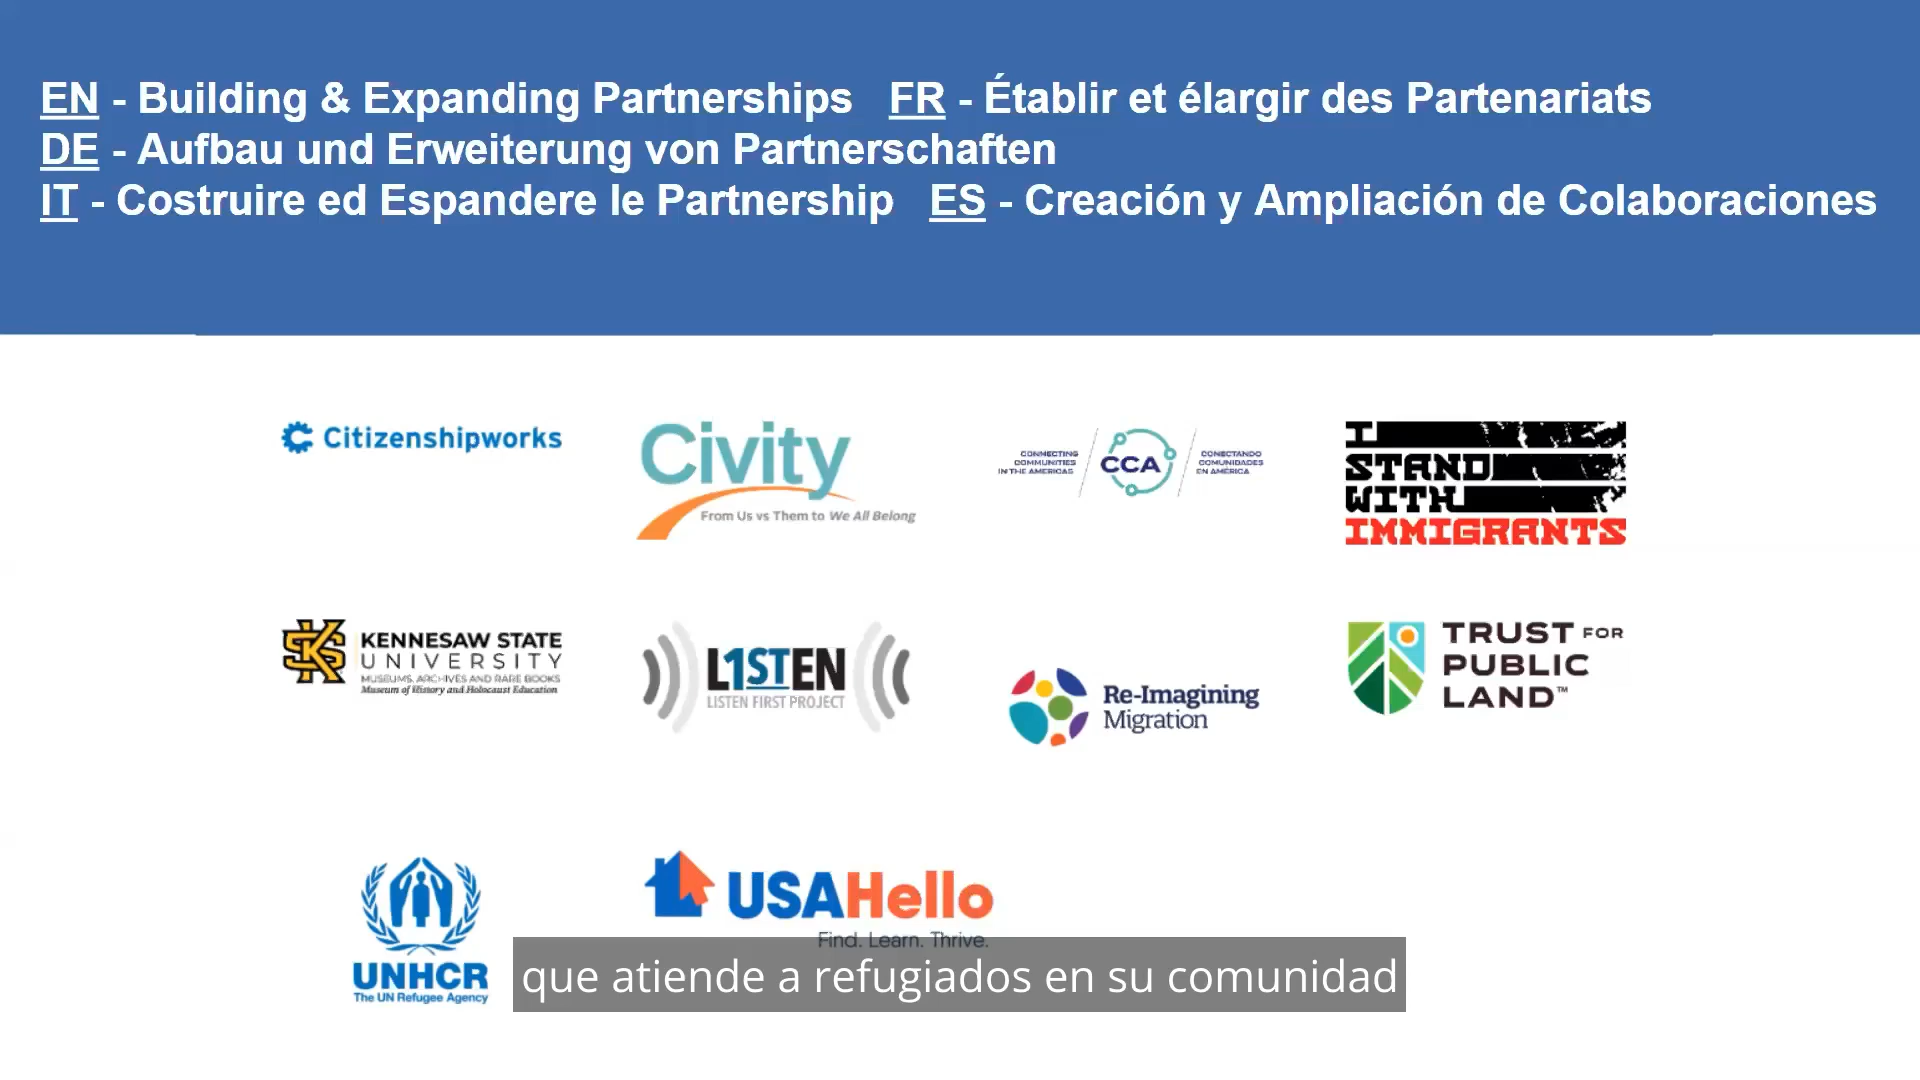 EN - Building & Expanding Partnerships FR - Établir et élargir des Partenariats
DE - Aufbau und Erweiterung von Partnerschaften
IT - Costruire ed Espandere le Partnership ES - Creación y Ampliación de Colaboraciones
Citizenshipworks
Civity
From Us vs Them to We All Belong
CONNECTING
COMMUNITIES
IN THE AMERICAS
CCA
CONECTANDO
COMUNIDADES
EN AMÉRICA
I
STAND
WITH
IMMIGRANTS
KENNESAW STATE
UNIVERSITY
MUSEUMS, ARCHIVES AND RARE BOOKS
Museum of History and Holocaust Education
L1STEN
LISTEN FIRST PROJECT
Re-Imagining
Migration
TRUST FOR
PUBLIC
LAND™
UNHCR
The UN Refugee Agency
USAHello
Find. Learn. Thrive.
que atiende a refugiados en su comunidad